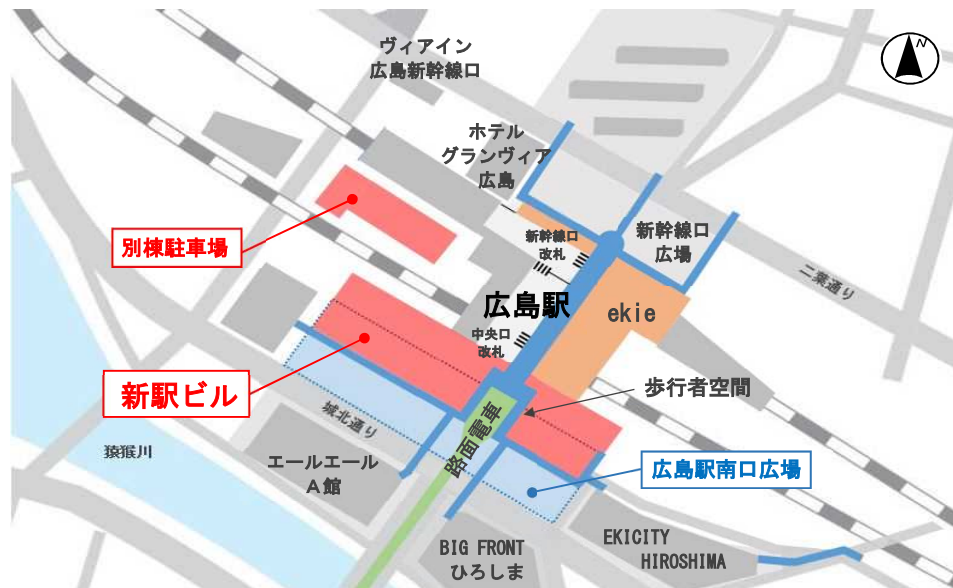 ヴィアイン
広島新幹線口
N
ホテル
グランヴィア
広島
別棟駐車場
新幹線口
改札
新幹線口
広場
二葉通り
広島駅
ekie
中央口
改札
新駅ビル
歩行者空間
城北通り
路面電車
猿猴川
エールエール
A館
広島駅南口広場
BIG FRONT
ひろしま
EKICITY
HIROSHIMA